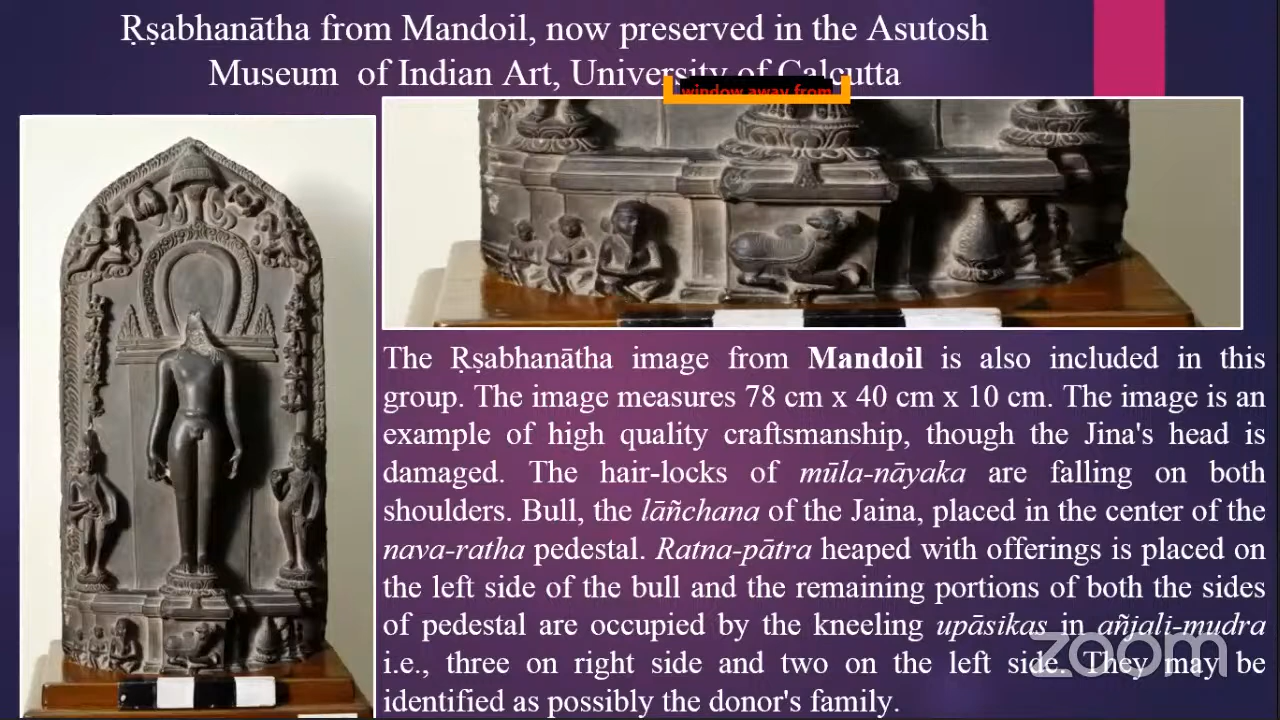 Ṛṣabhanātha from Mandoil, now preserved in the Asutosh
Museum of Indian Art, University of Calcutta
window away from
The Ṛṣabhanātha image from Mandoil is also included in this
group. The image measures 78 cm x 40 cm x 10 cm. The image is an
example of high quality craftsmanship, though the Jina's head is
damaged. The hair-locks of mūla-nāyaka are falling on both
shoulders. Bull, the lāñchana of the Jaina, placed in the center of the
nava-ratha pedestal. Ratna-pātra heaped with offerings is placed on
the left side of the bull and the remaining portions of both the sides
of pedestal are occupied by the kneeling upāsikas in añjali-mudra
i.e., three on right side and two on the left side. They may be
identified as possibly the donor's family.
zoom